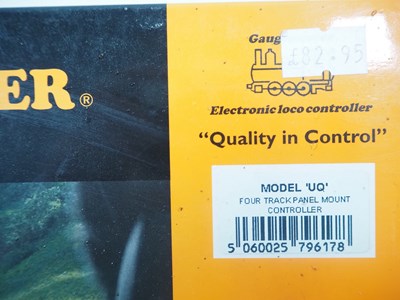 Gaug
£82.95
ER®
Electronic loco controller
“Quality in Control”
MODEL 'UQ'
FOUR TRACK PANEL MOUNT
CONTROLLER
5 060025 796178